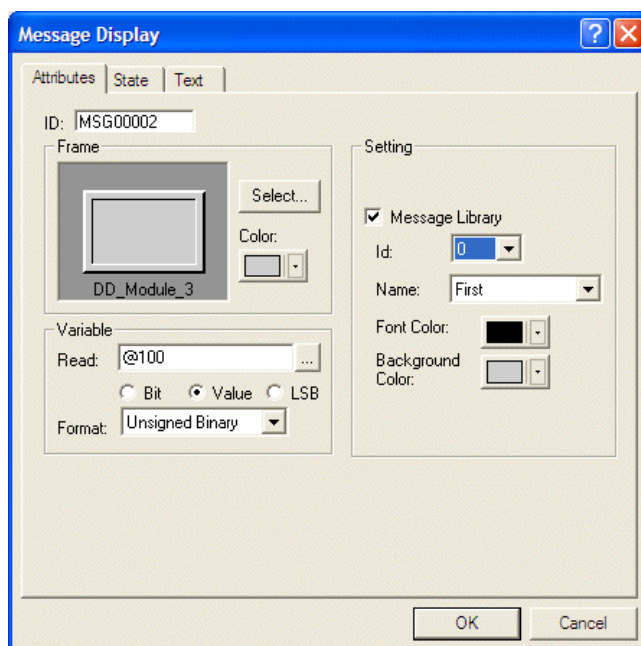 Message Display
Attributes State Text
ID: MSG00002
Frame
Select...
Color:
DD_Module_3
Variable
Read: @100 ...
Bit Value LSB
Format: Unsigned Binary
Setting
Message Library
Id: 0
Name: First
Font Color:
Background
Color:
OK Cancel